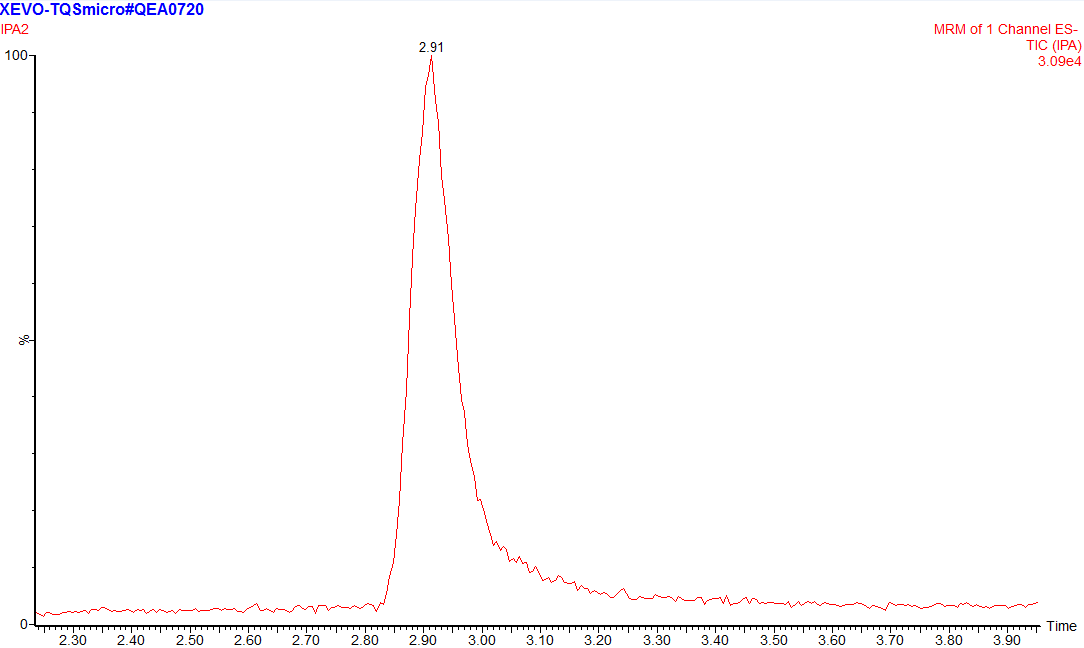 XEVO-TQSmicro#QEA0720
IPA2
MRM of 1 Channel ES-
TIC (IPA)
3.09e4
2.91
100
%
0
2.30 2.40 2.50 2.60 2.70 2.80 2.90 3.00 3.10 3.20 3.30 3.40 3.50 3.60 3.70 3.80 3.90 Time